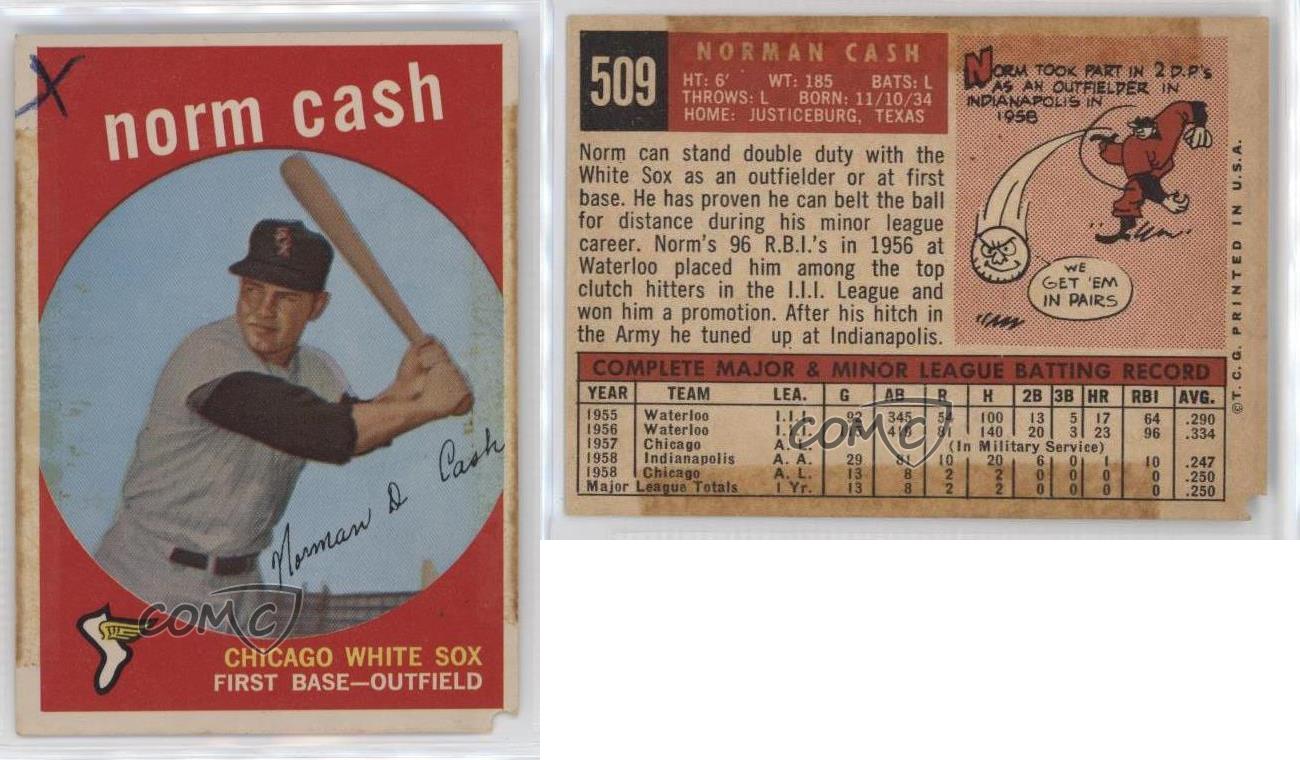 X
norm cash
Norman D Cash
COMC
CHICAGO WHITE SOX
FIRST BASE—OUTFIELD
509
NORMAN CASH
HT: 6' WT: 185 BATS: L
THROWS: L BORN: 11/10/34
HOME: JUSTICEBURG, TEXAS
NORM TOOK PART IN 2 D.P's
AS AN OUTFIELDER IN
INDIANAPOLIS IN
1958
WE
GET 'EM
IN PAIRS
Norm can stand double duty with the
White Sox as an outfielder or at first
base. He has proven he can belt the ball
for distance during his minor league
career. Norm's 96 R.B.I.'s in 1956 at
Waterloo placed him among the top
clutch hitters in the I.I.I. League and
won him a promotion. After his hitch in
the Army he tuned up at Indianapolis.
COMPLETE MAJOR & MINOR LEAGUE BATTING RECORD
YEAR TEAM LEA. G AB R H 2B 3B HR RBI AVG.
1955 Waterloo I.I.I. 92 345 54 100 13 5 17 64 .290
1956 Waterloo I.I.I. 81 140 20 3 23 96 .334
1957 Chicago A.L. (In Military Service)
1958 Indianapolis A.A. 29 81 10 20 6 0 1 10 .247
1958 Chicago A.L. 13 8 2 2 0 0 0 0 .250
Major League Totals 1 Yr. 13 8 2 2 0 0 0 0 .250
COMC
© T.C.G. PRINTED IN U.S.A.